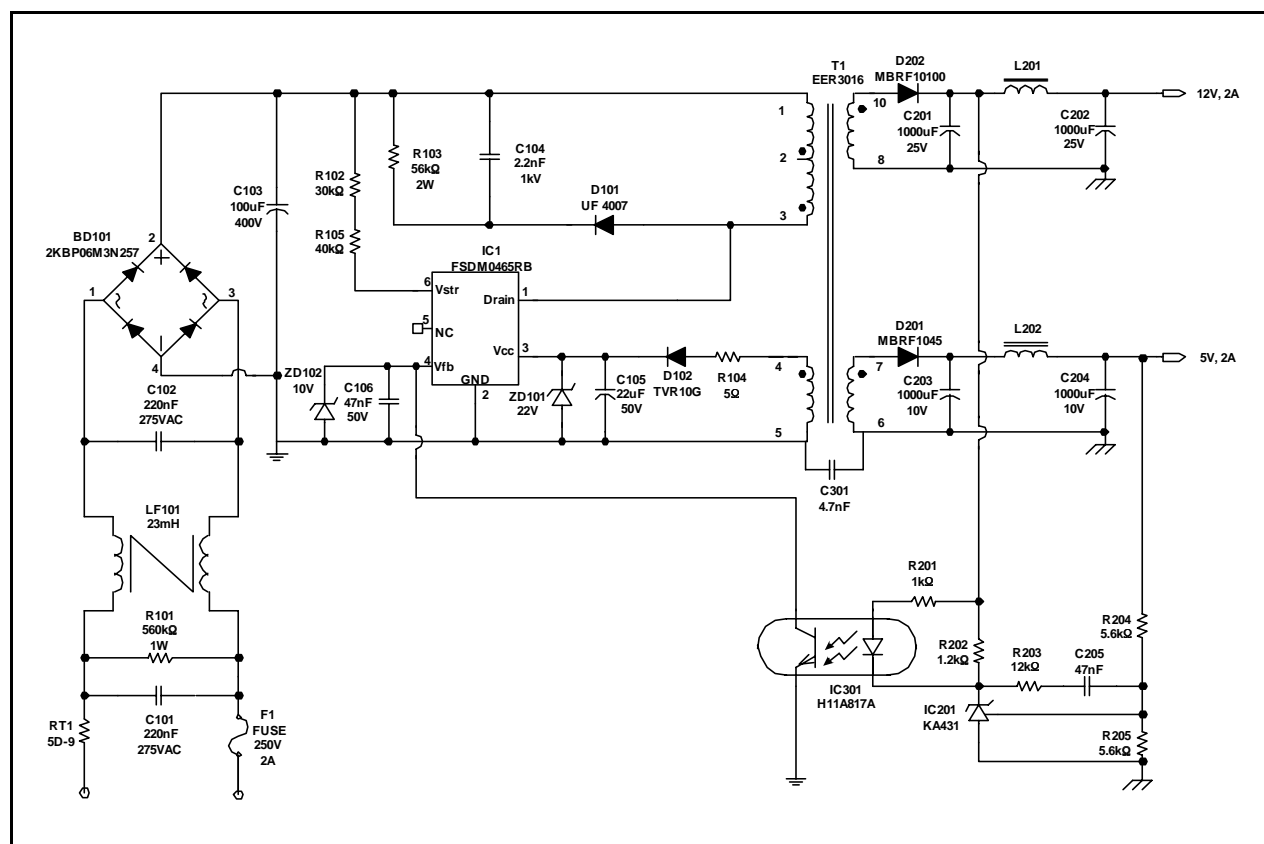 T1
EER3016
D202
MBRF10100
L201
1
10
12V, 2A
C201
1000uF
25V
C202
1000uF
25V
2
8
3
R103
56kΩ
2W
C104
2.2nF
1kV
R102
30kΩ
D101
UF 4007
C103
100uF
400V
R105
40kΩ
BD101
2KBP06M3N257
2
1
3
4
IC1
FSDM0465RB
6
Vstr
Drain
1
5
NC
Vcc
3
4
Vfb
GND
2
D201
MBRF1045
L202
5V, 2A
4
7
D102
TVR10G
R104
5Ω
C203
1000uF
10V
C204
1000uF
10V
ZD102
10V
C106
47nF
50V
ZD101
22V
C105
22uF
50V
5
6
C102
220nF
275VAC
C301
4.7nF
LF101
23mH
R201
1kΩ
R101
560kΩ
1W
R204
5.6kΩ
R202
1.2kΩ
R203
12kΩ
C205
47nF
IC301
H11A817A
IC201
KA431
R205
5.6kΩ
RT1
5D-9
C101
220nF
275VAC
F1
FUSE
250V
2A